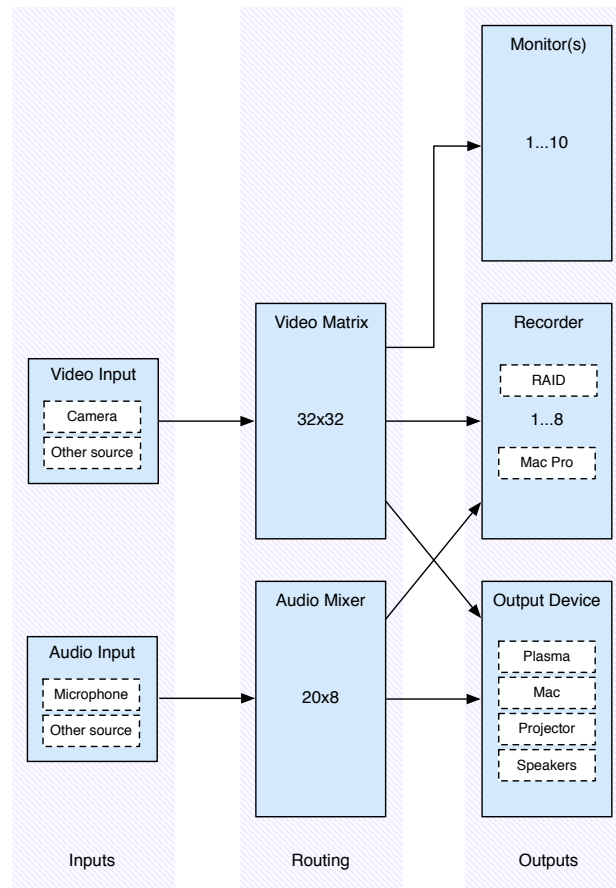 Monitor(s)
1...10
Video Matrix
32x32
Recorder
RAID
1...8
Mac Pro
Video Input
Camera
Other source
Audio Mixer
20x8
Output Device
Plasma
Mac
Projector
Speakers
Audio Input
Microphone
Other source
Inputs
Routing
Outputs